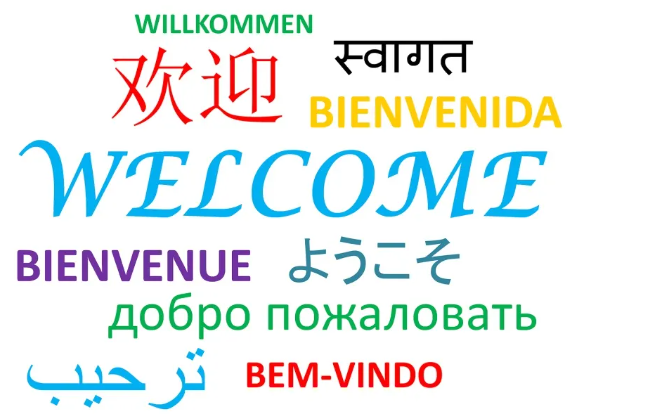 WILLKOMMEN
欢迎
स्वागत
BIENVENIDA
WELCOME
BIENVENUE
ようこそ
добро пожаловать
ترحيب
BEM-VINDO